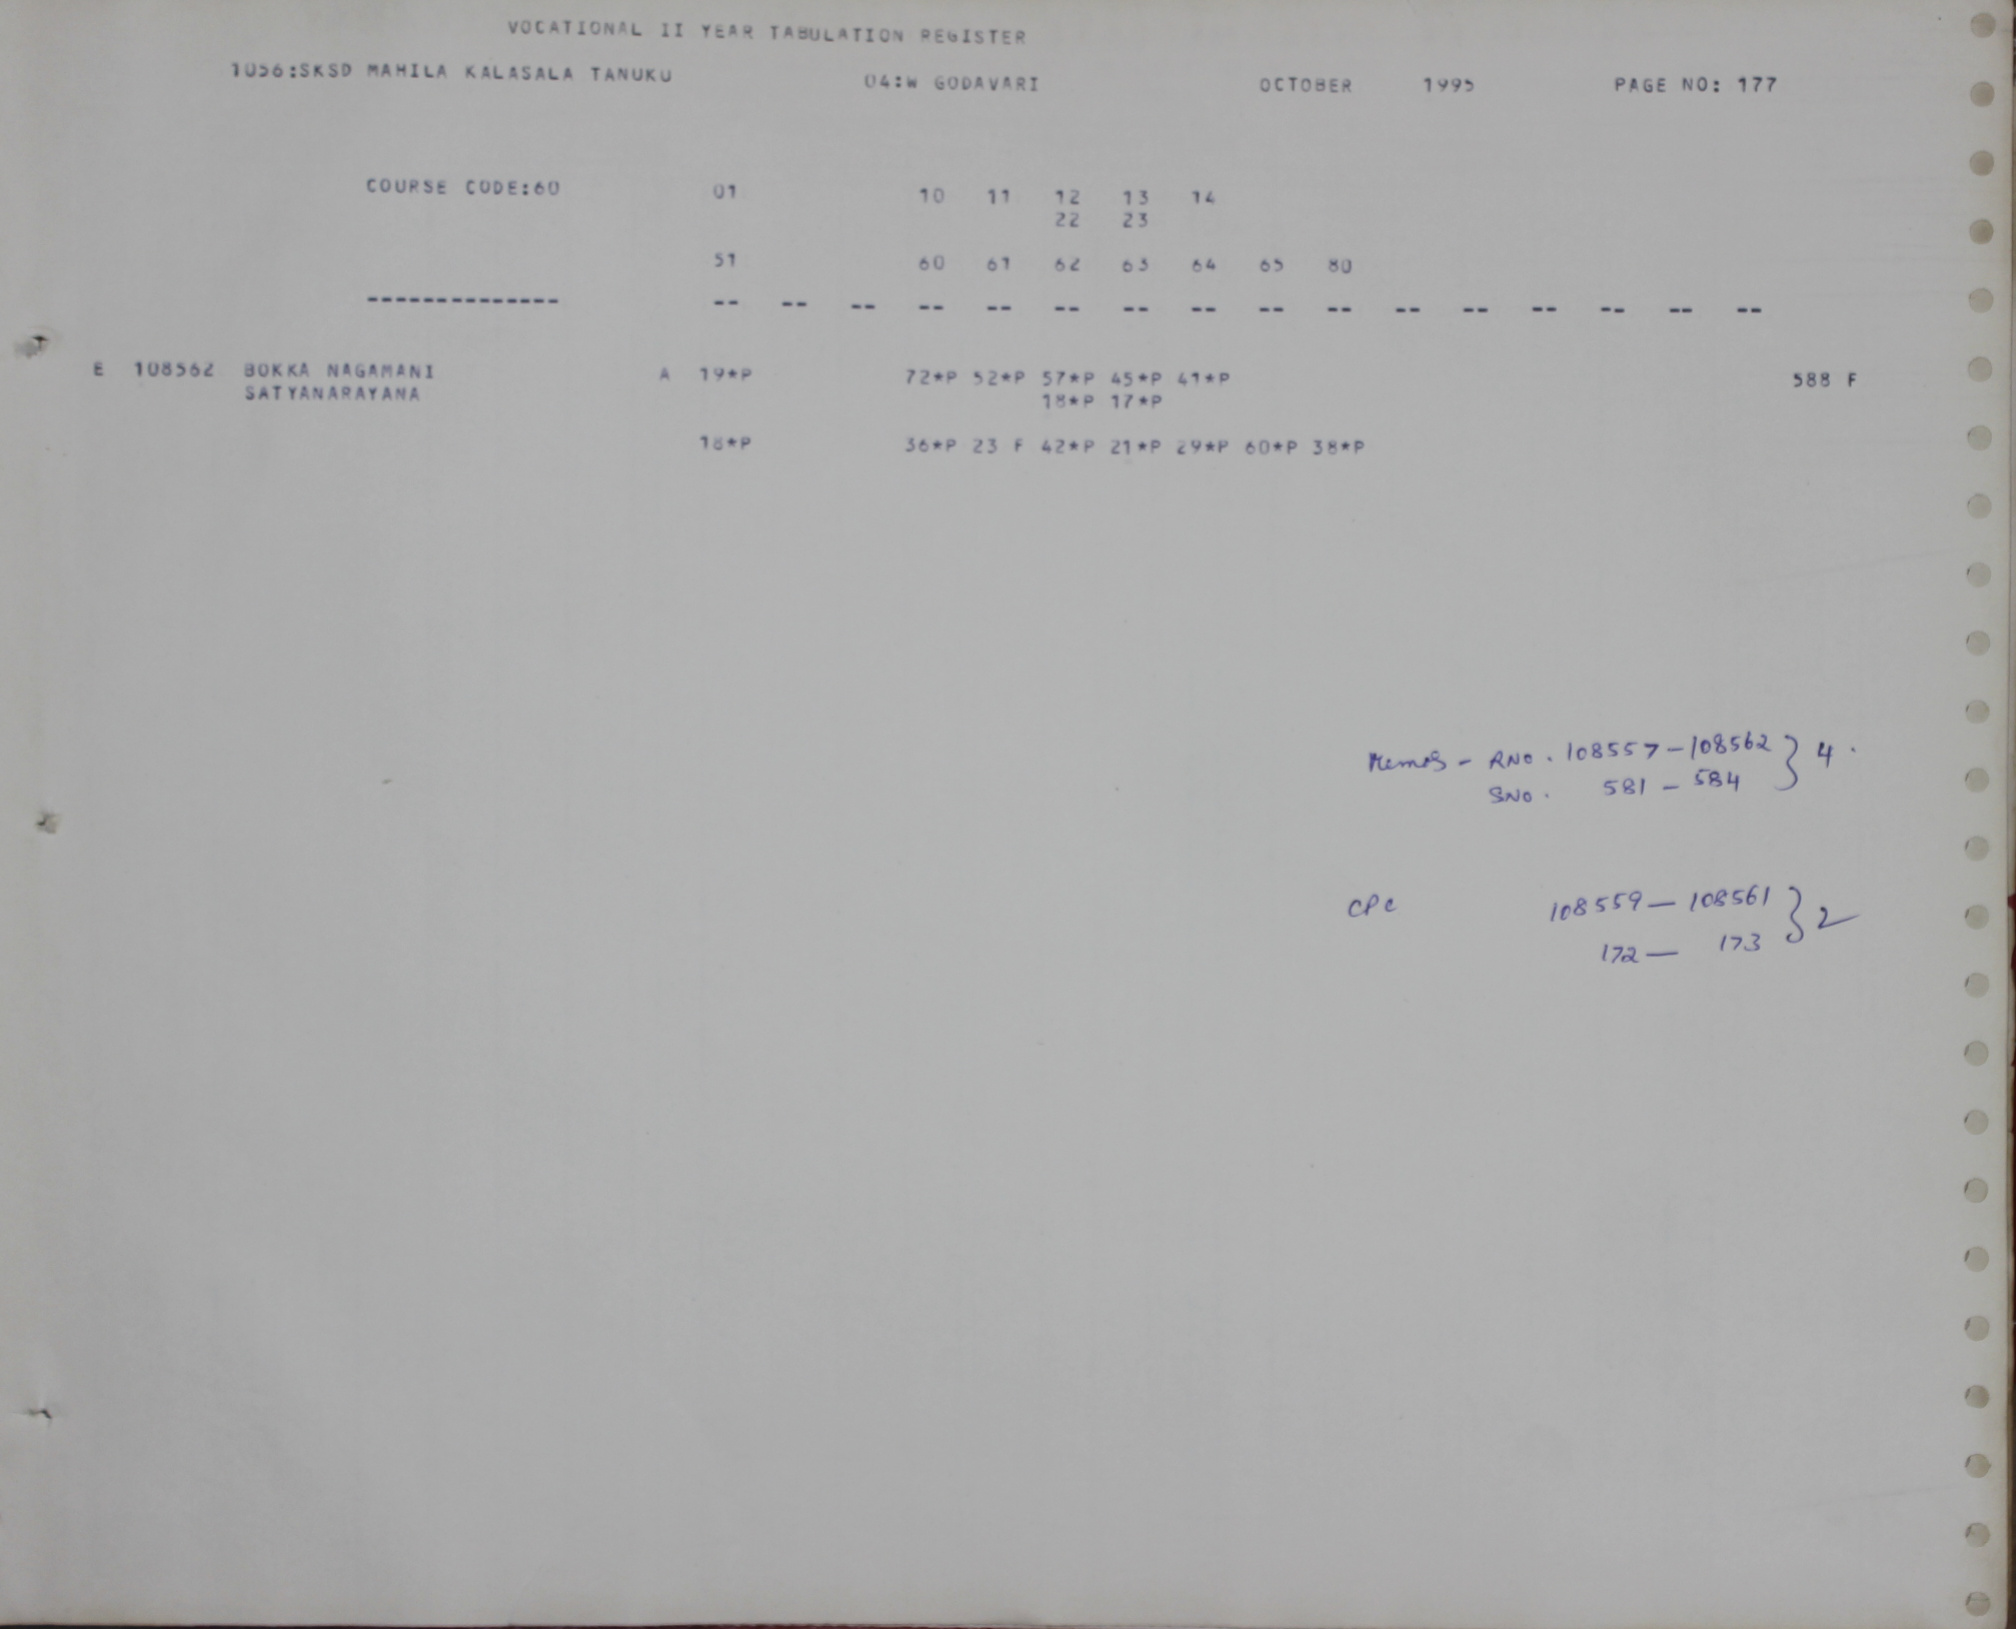 VOCATIONAL II YEAR TABULATION REGISTER
1056:SKSD MAHILA KALASALA TANUKU 04:W GODAVARI OCTOBER 1995 PAGE NO: 177
COURSE CODE:60 01 10 11 12 13 14
22 23
51 60 61 62 63 64 65 80
-------------- -- -- -- -- -- -- -- -- -- -- -- -- -- -- -- --
E 108562 BOKKA NAGAMANI A 19*P 72*P 52*P 57*P 45*P 41*P 588 F
SATYANARAYANA 18*P 17*P
18*P 36*P 23 F 42*P 21*P 29*P 60*P 38*P
Memos - RNo. 108557-108562 } 4.
SNo. 581 - 584
CPC 108559 - 108561 } 2
172 - 173